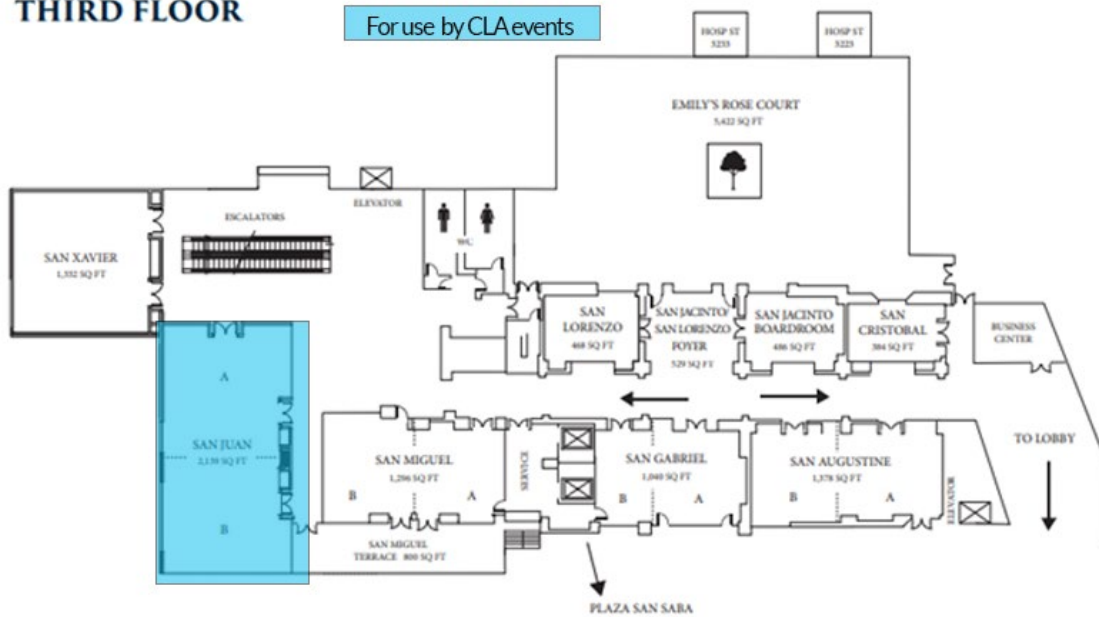 THIRD FLOOR
For use by CLA events
HOSP ST
3233
HOSP ST
3223
EMILY'S ROSE COURT
5,422 SQ FT
ELEVATOR
ESCALATORS
WC
SAN XAVIER
1,332 SQ FT
SAN
LORENZO
468 SQ FT
SAN JACINTO/
SAN LORENZO
FOYER
529 SQ FT
SAN JACINTO
BOARDROOM
486 SQ FT
SAN
CRISTOBAL
384 SQ FT
BUSINESS
CENTER
A
SAN JUAN
2,139 SQ FT
B
SAN MIGUEL
1,296 SQ FT
B
A
SERVICE
SAN GABRIEL
1,040 SQ FT
B
A
SAN AUGUSTINE
1,378 SQ FT
B
A
ELEVATOR
TO LOBBY
SAN MIGUEL
TERRACE 800 SQ FT
PLAZA SAN SABA